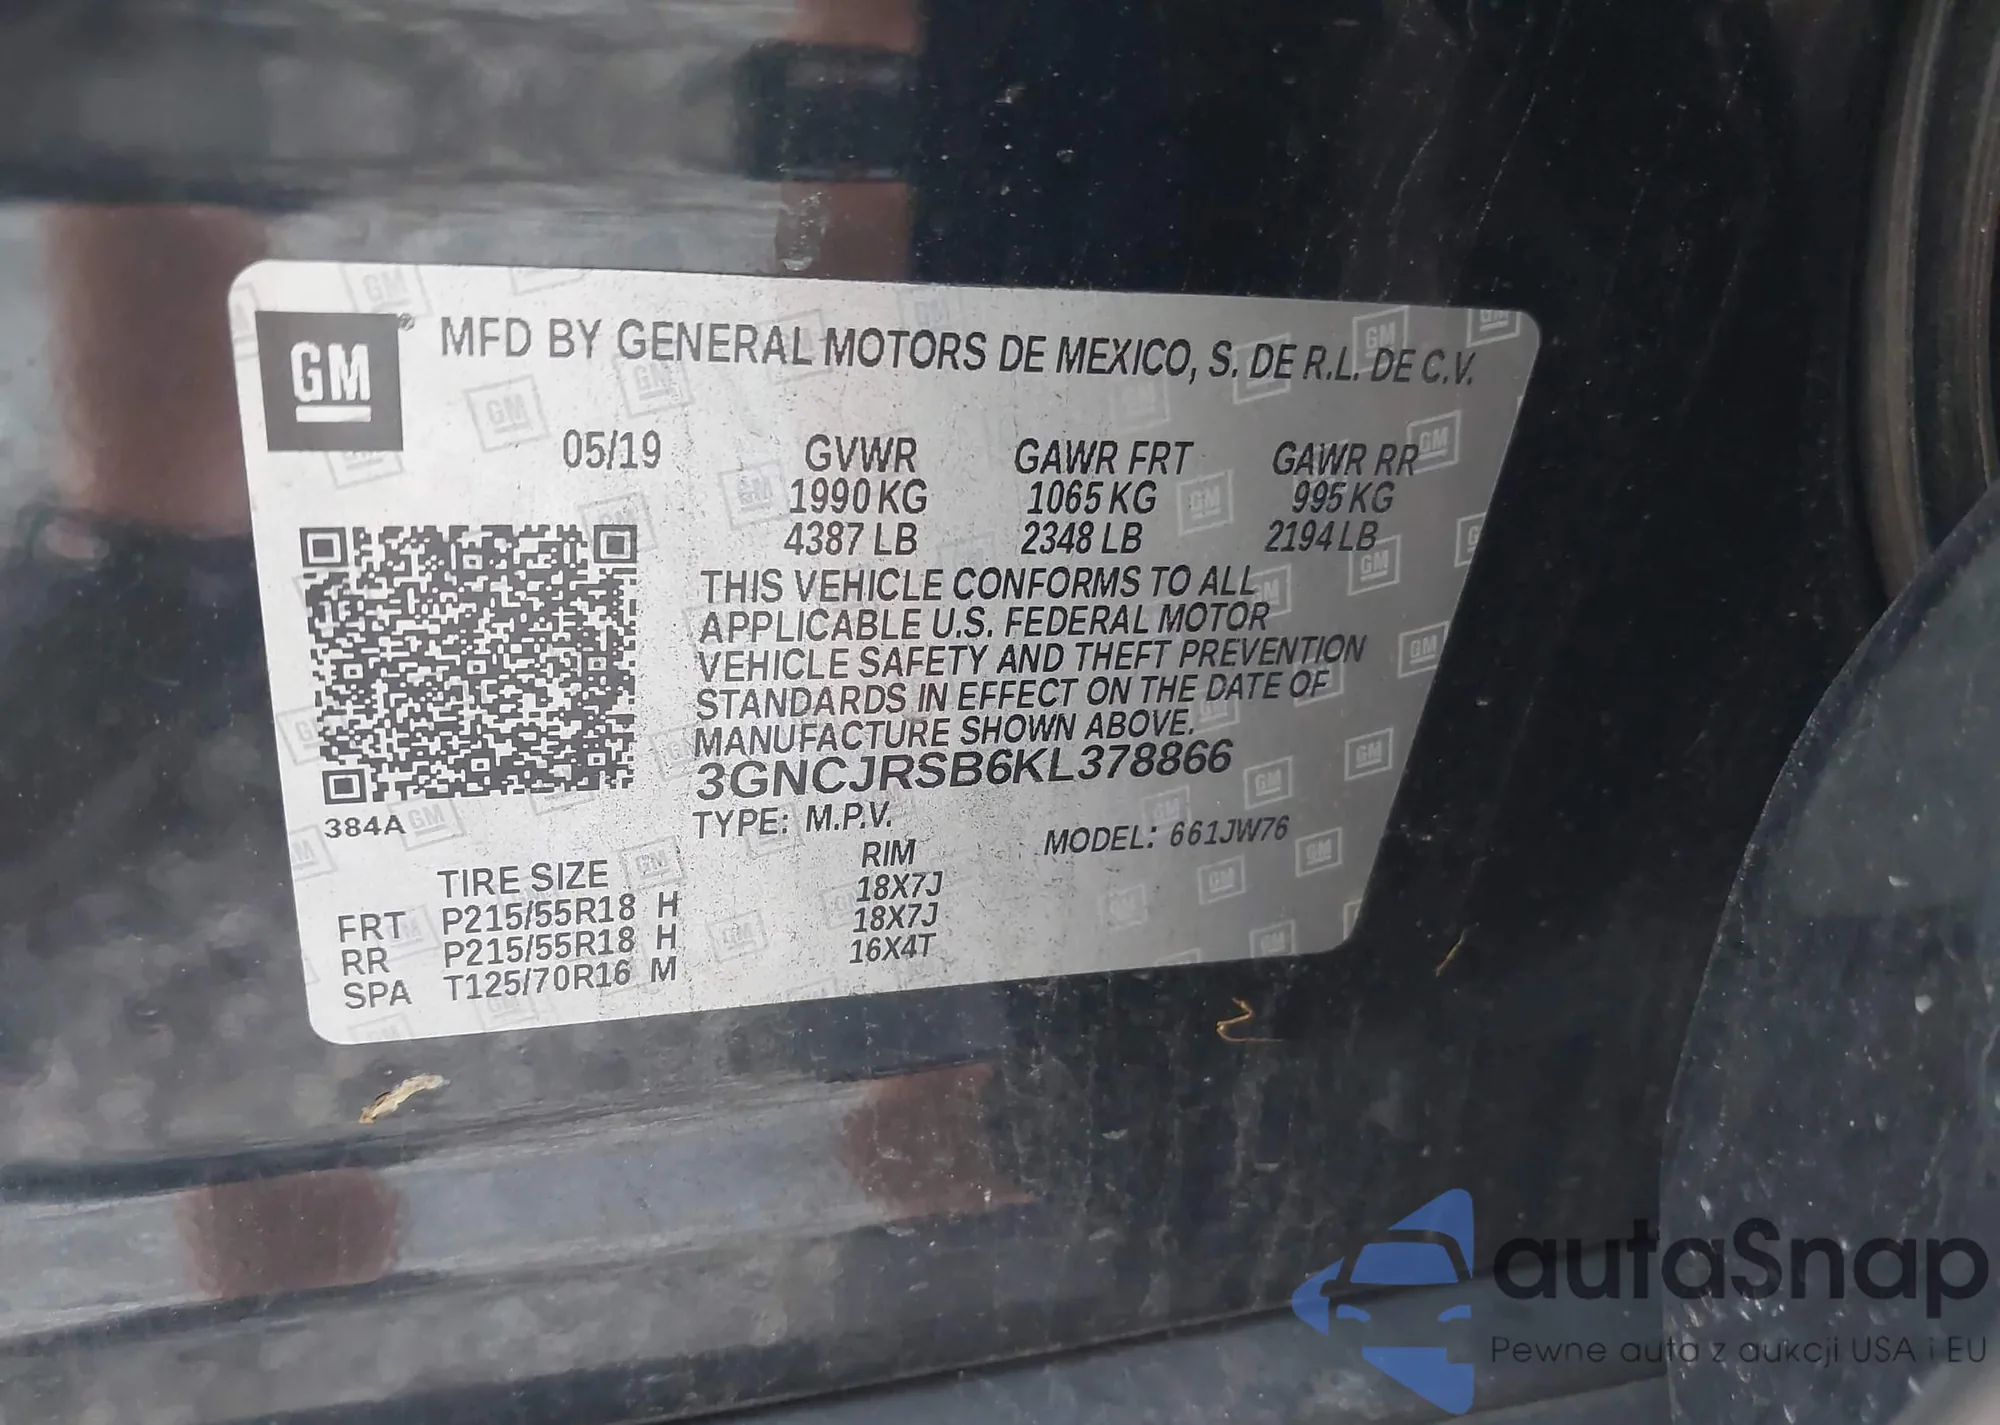 GM® MFD BY GENERAL MOTORS DE MEXICO, S. DE R.L. DE C.V.
05/19 GVWR GAWR FRT GAWR RR
1990 KG 1065 KG 995 KG
4387 LB 2348 LB 2194 LB
THIS VEHICLE CONFORMS TO ALL
APPLICABLE U.S. FEDERAL MOTOR
VEHICLE SAFETY AND THEFT PREVENTION
STANDARDS IN EFFECT ON THE DATE OF
MANUFACTURE SHOWN ABOVE.
3GNCJRSB6KL378866
384A TYPE: M.P.V. MODEL: 661JW76
TIRE SIZE RIM
FRT P215/55R18 H 18X7J
RR P215/55R18 H 18X7J
SPA T125/70R16 M 16X4T
autaSnap
Pewne auta z aukcji USA i EU